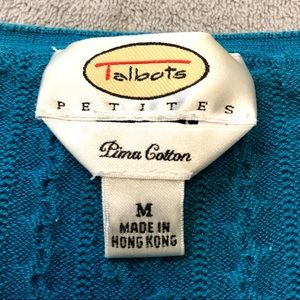 Talbots
PETITES
Pima Cotton
M
MADE IN
HONG KONG